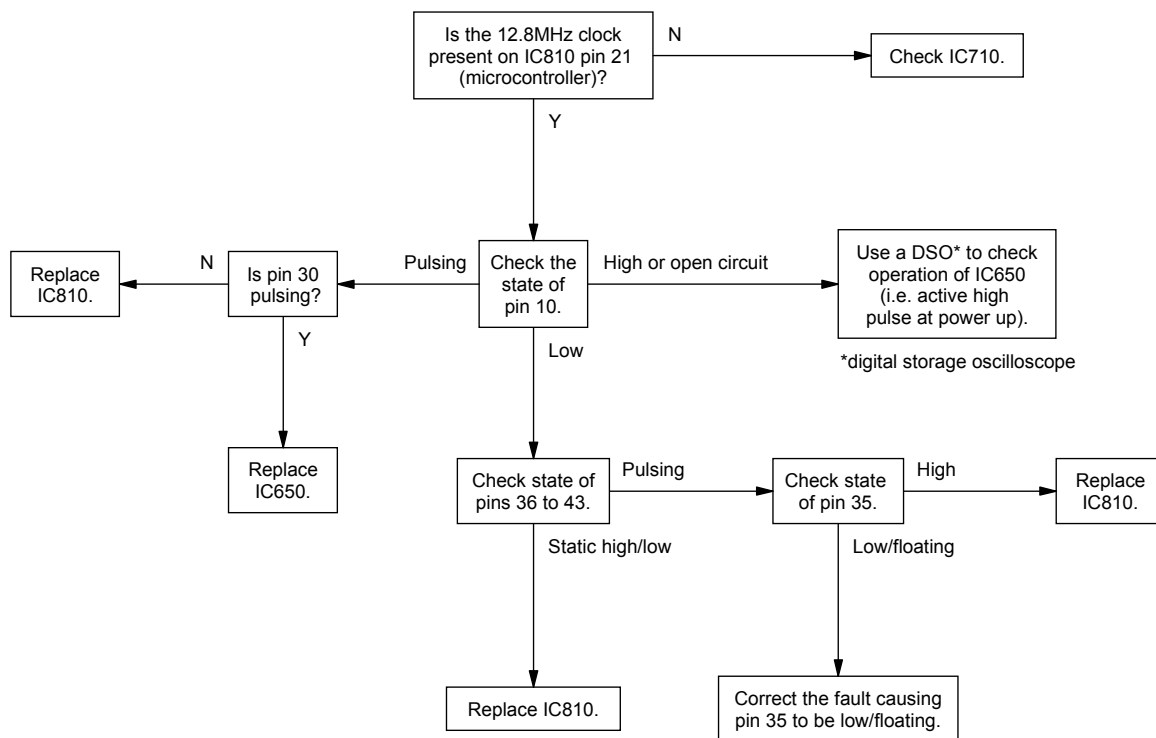 Is the 12.8MHz clock
present on IC810 pin 21
(microcontroller)?
N
Check IC710.
Y
Replace
IC810.
N
Is pin 30
pulsing?
Pulsing
Check the
state of
pin 10.
High or open circuit
Use a DSO* to check
operation of IC650
(i.e. active high
pulse at power up).
Y
Low
*digital storage oscilloscope
Replace
IC650.
Check state of
pins 36 to 43.
Pulsing
Check state
of pin 35.
High
Replace
IC810.
Static high/low
Low/floating
Replace IC810.
Correct the fault causing
pin 35 to be low/floating.